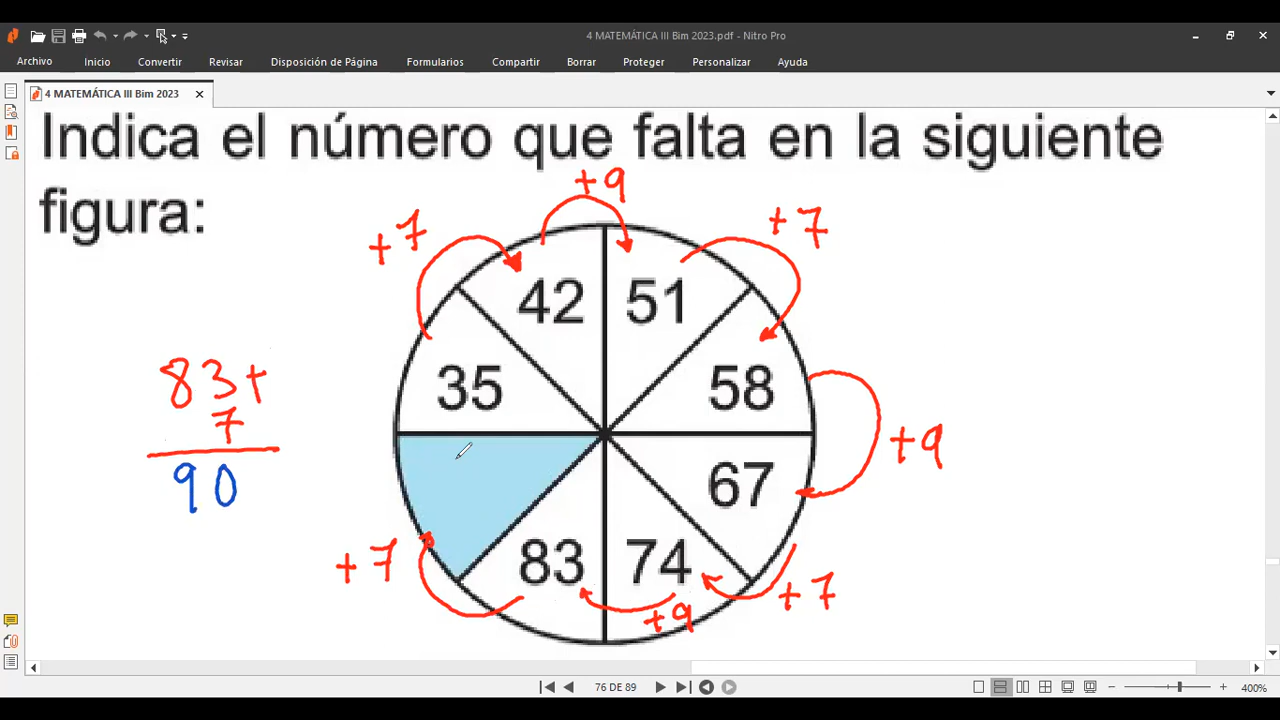 4 MATEMÁTICA III Bim 2023.pdf - Nitro Pro
Archivo Inicio Convertir Revisar Disposición de Página Formularios Compartir Borrar Proteger Personalizar Ayuda
4 MATEMÁTICA III Bim 2023
Indica el número que falta en la siguiente
figura:
+9
+7 +7
42 51
35 58
83+
7
90
+9
67
83 74
+7 +7
+9
76 DE 89
400%